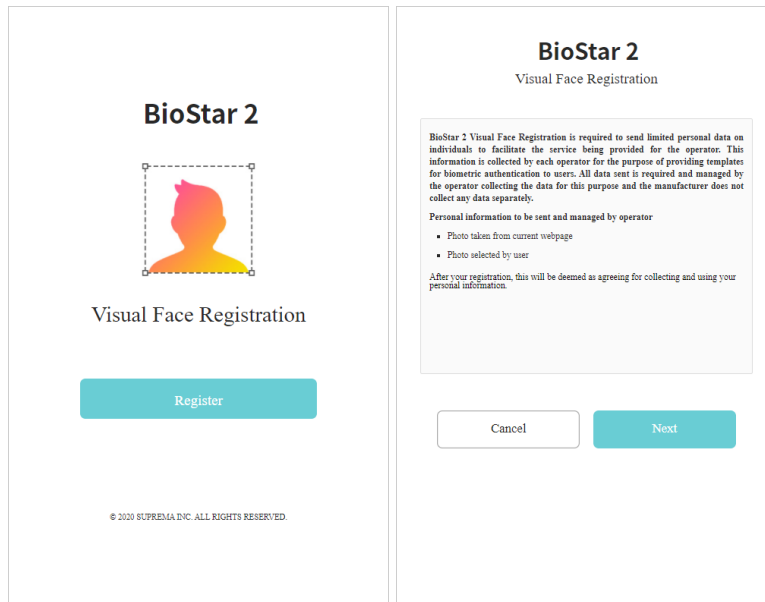 BioStar 2
Visual Face Registration
Register
© 2020 SUPREMA INC. ALL RIGHTS RESERVED.
BioStar 2
Visual Face Registration
BioStar 2 Visual Face Registration is required to send limited personal data on
individuals to facilitate the service being provided for the operator. This
information is collected by each operator for the purpose of providing templates
for biometric authentication to users. All data sent is required and managed by
the operator collecting the data for this purpose and the manufacturer does not
collect any data separately.
Personal information to be sent and managed by operator
Photo taken from current webpage
Photo selected by user
After your registration, this will be deemed as agreeing for collecting and using your
personal information.
Cancel
Next